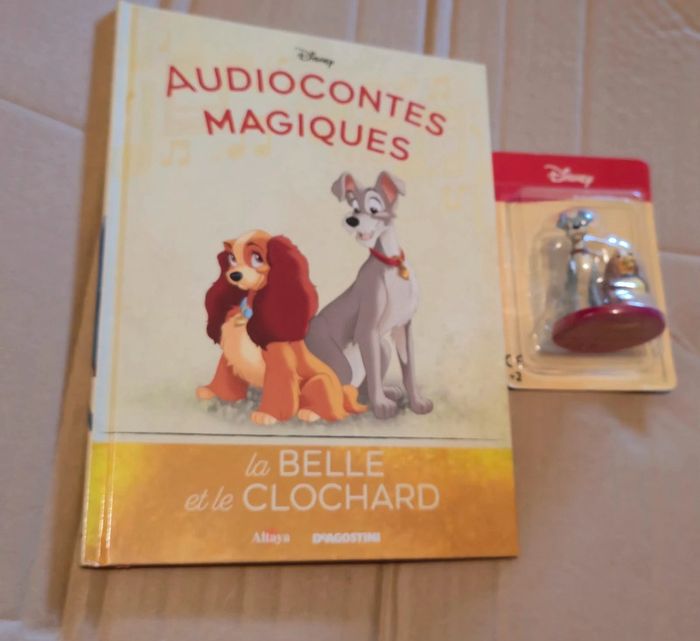 Disney
AUDIOCONTES
MAGIQUES
la BELLE
et le CLOCHARD
Altaya DeAGOSTINI
Disney